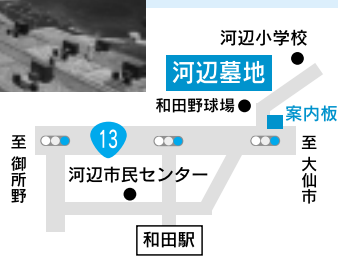 河辺小学校
河辺墓地
和田野球場
案内板
13
至御所野
至大仙市
河辺市民センター
和田駅